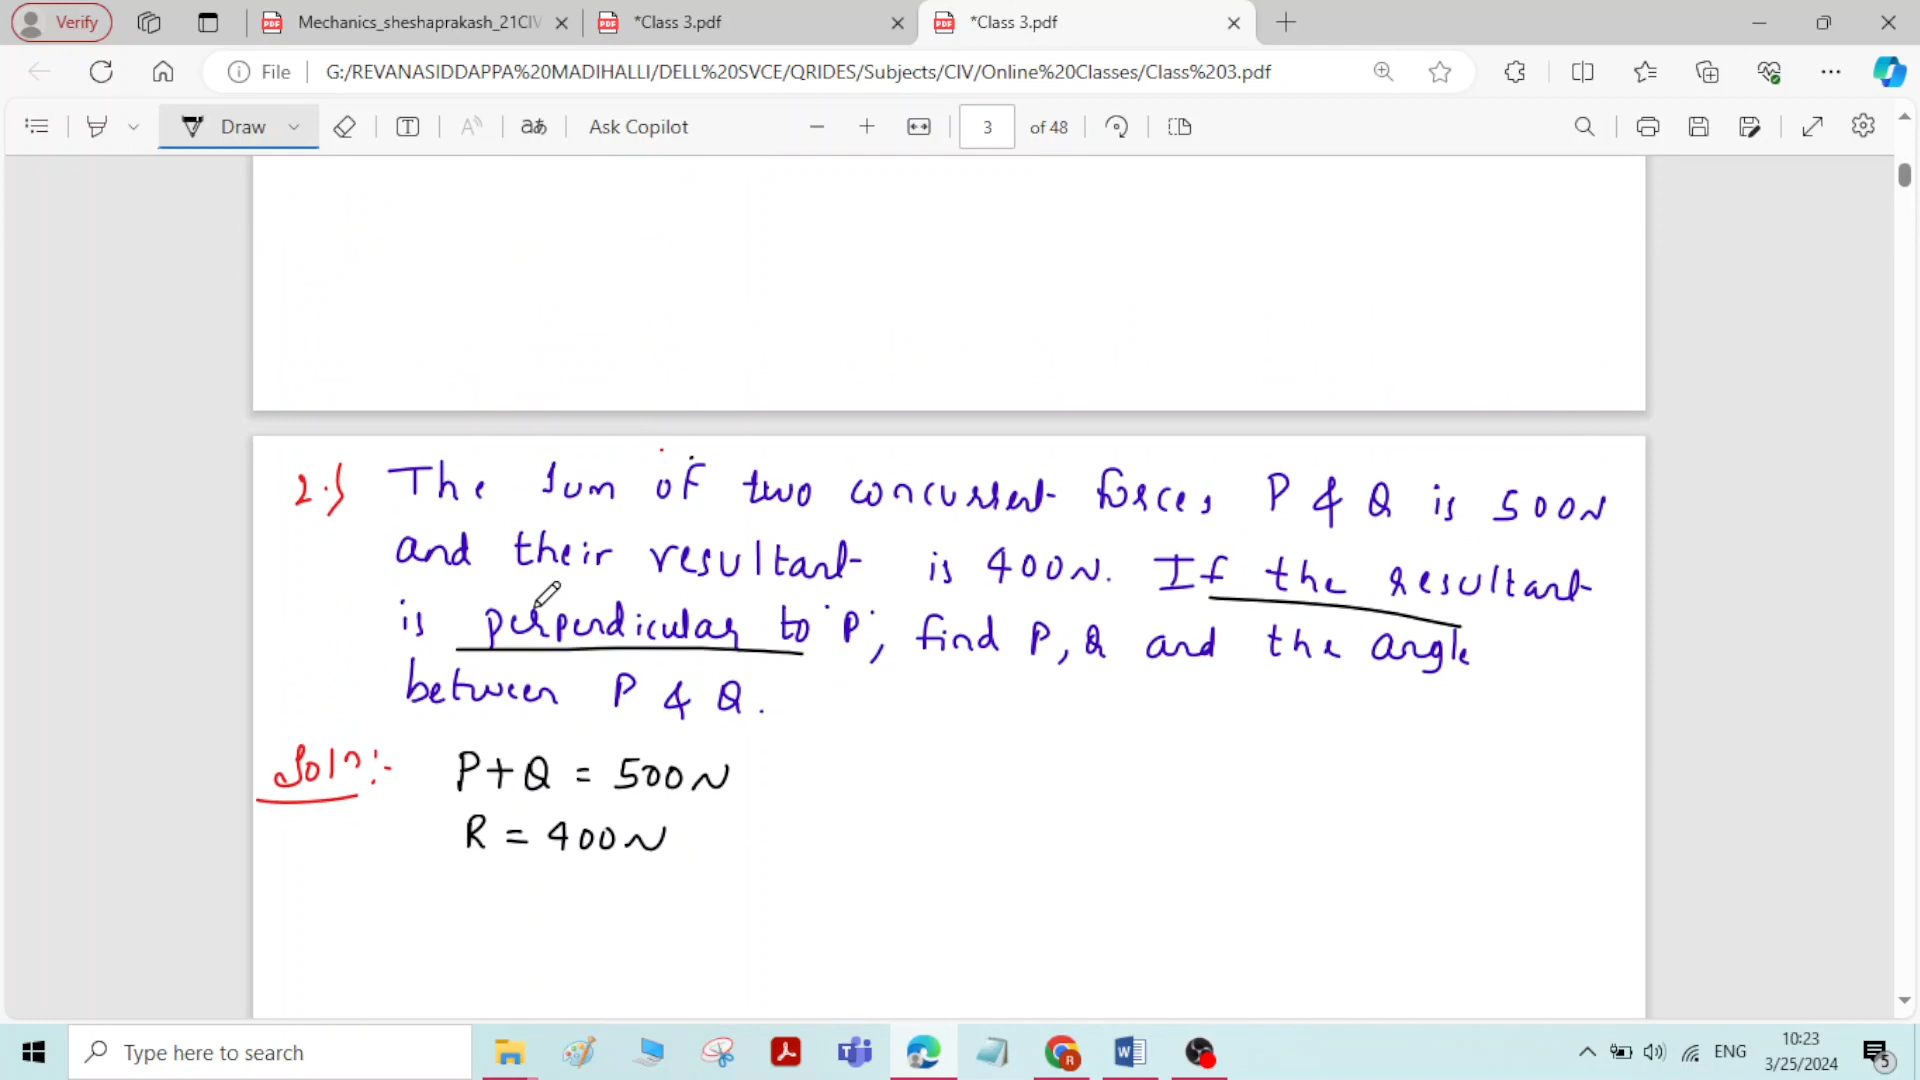 Verify
Mechanics_sheshaprakash_21CIV
*Class 3.pdf
*Class 3.pdf
File
G:/REVANASIDDAPPA%20MADIHALLI/DELL%20SVCE/QRIDES/Subjects/CIV/Online%20Classes/Class%203.pdf
Draw
Ask Copilot
3 of 48
2.) The sum of two concurrent forces P & Q is 500N
and their resultant is 400N. If the resultant
is perpendicular to 'P', find P, Q and the angle
between P & Q.
Soln:- P+Q = 500N
R = 400N
Type here to search
ENG
10:23
3/25/2024
5